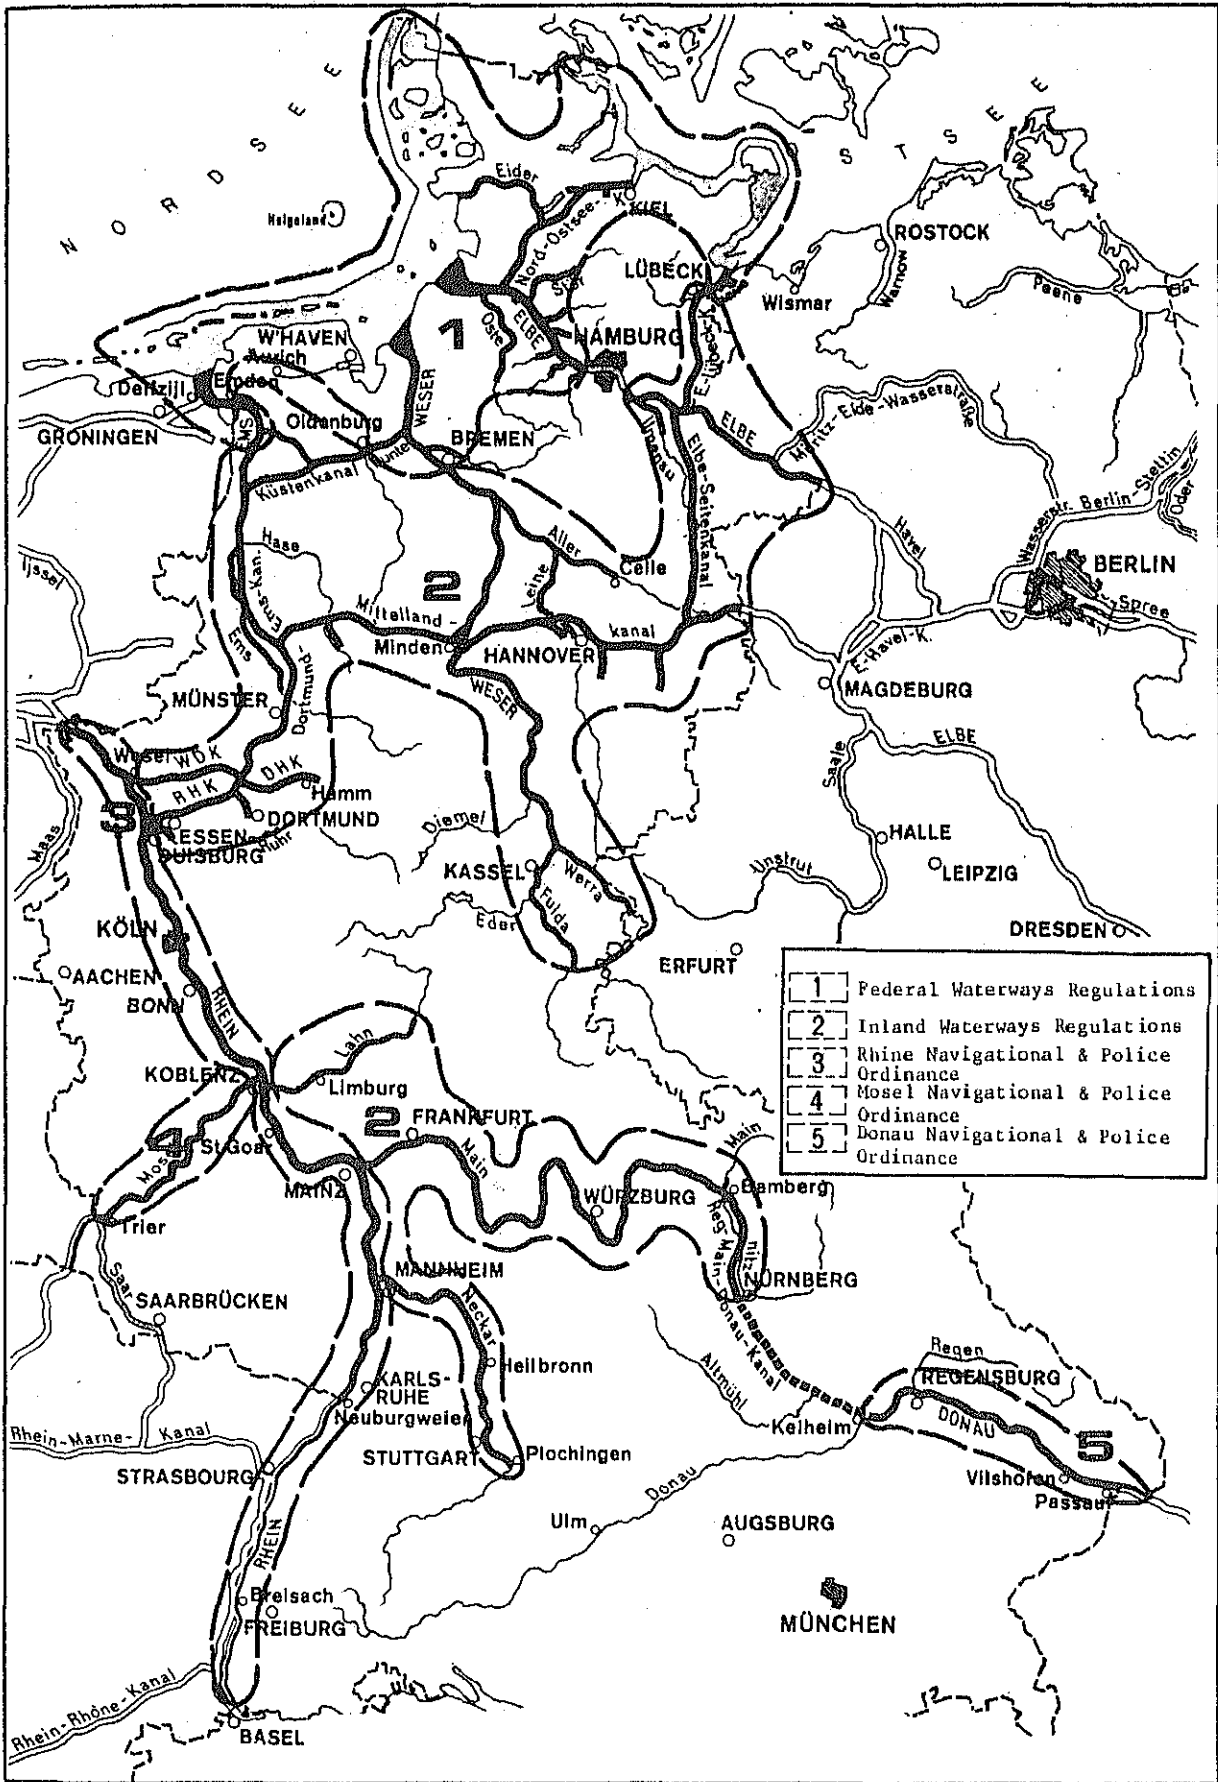 NORDSEE
OSTSEE
Helgoland
Eider
Nord-Ostsee-K
KIEL
LÜBECK
Wismar
ROSTOCK
Warnow
Peene
1
Oste
ELBE
HAMBURG
E-Lübeck-K
W'HAVEN
Aurich
Emden
Delfzijl
GRONINGEN
EMS
Oldenburg
WESER
BREMEN
Hunte
Küstenkanal
Ilmenau
Elbe-Seitenkanal
ELBE
Müritz-Elde-Wasserstraße
Wasserstr. Berlin-Stettin
Oder
Havel
BERLIN
Spree
E-Havel-K.
Ijssel
Hase
Ems-Kan.
Ems
2
Aller
Celle
Leine
Mittelland-
kanal
Minden
HANNOVER
WESER
MÜNSTER
Dortmund-
MAGDEBURG
ELBE
Saale
Wesel
WDK
DHK
RHK
Hamm
3
ESSEN
DORTMUND
DUISBURG
Ruhr
Maas
Diemel
KASSEL
Werra
Fulda
Eder
HALLE
LEIPZIG
Unstrut
DRESDEN
ERFURT
KÖLN
AACHEN
BONN
RHEIN
1 Federal Waterways Regulations
2 Inland Waterways Regulations
3 Rhine Navigational & Police
Ordinance
4 Mosel Navigational & Police
Ordinance
5 Donau Navigational & Police
Ordinance
KOBLENZ
Lahn
Limburg
2
FRANKFURT
Main
4
St.Goar
Mosel
MAINZ
Trier
WÜRZBURG
Main
Bamberg
Reg
nitz
Main-Donau-Kanal
NÜRNBERG
Saar
SAARBRÜCKEN
MANNHEIM
Neckar
Heilbronn
KARLS-
RUHE
Neuburgweier
Altmühl
Regen
REGENSBURG
Kelheim
DONAU
5
Vilshofen
Passau
Rhein-Marne-Kanal
STRASBOURG
STUTTGART
Plochingen
Donau
Ulm
AUGSBURG
RHEIN
Breisach
FREIBURG
MÜNCHEN
Rhein-Rhône-Kanal
BASEL